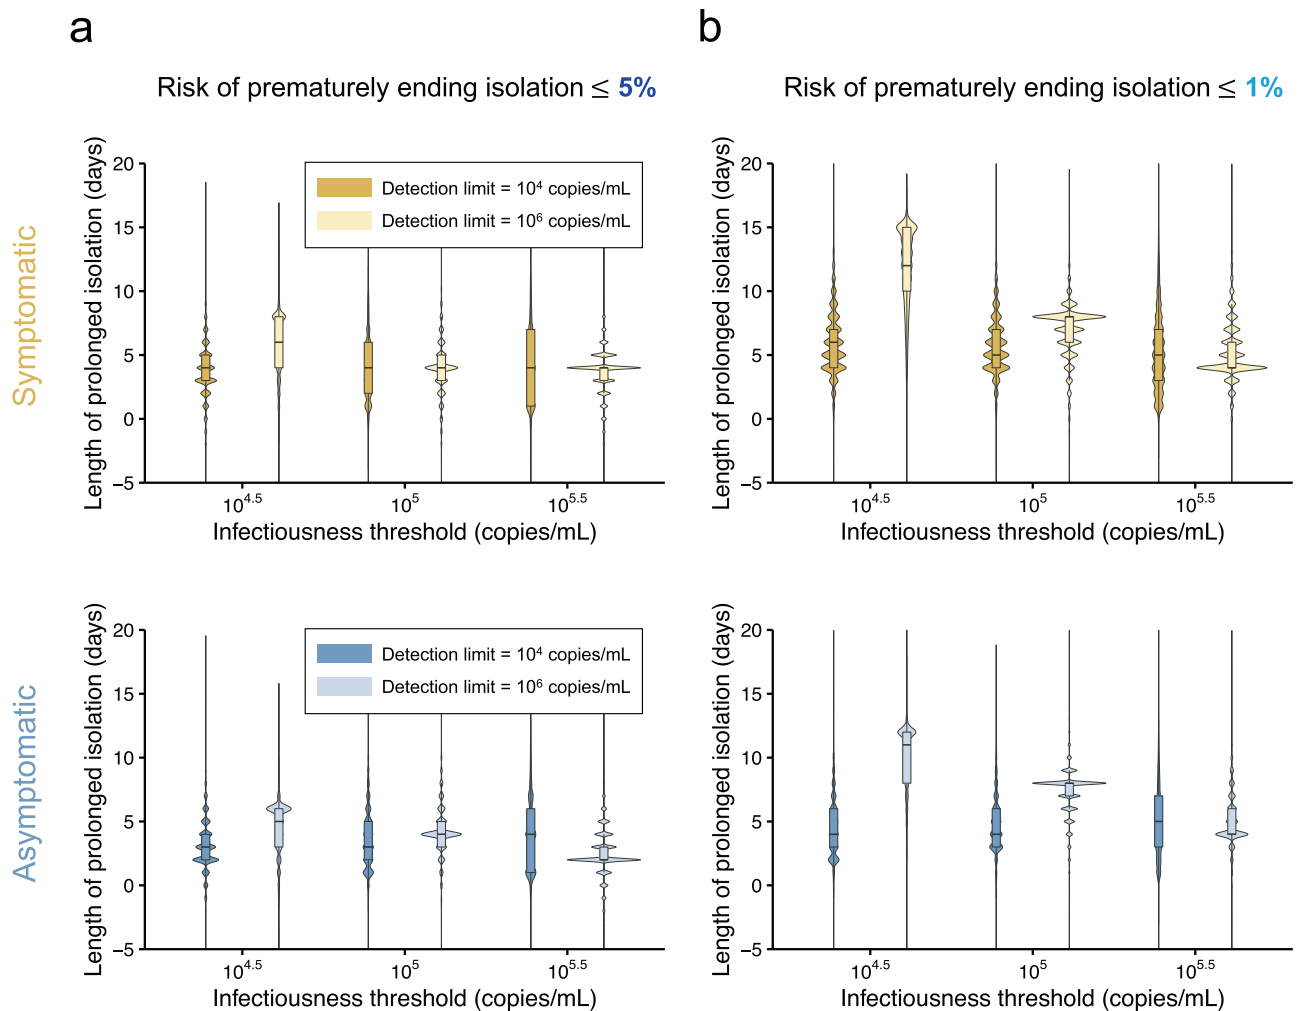 a
b
Risk of prematurely ending isolation ≤ 5%
Risk of prematurely ending isolation ≤ 1%
Symptomatic
Length of prolonged isolation (days)
20
15
10
5
0
−5
Detection limit = 10⁴ copies/mL
Detection limit = 10⁶ copies/mL
10^4.5
10^5
10^5.5
Infectiousness threshold (copies/mL)
Length of prolonged isolation (days)
20
15
10
5
0
−5
10^4.5
10^5
10^5.5
Infectiousness threshold (copies/mL)
Asymptomatic
Length of prolonged isolation (days)
20
15
10
5
0
−5
Detection limit = 10⁴ copies/mL
Detection limit = 10⁶ copies/mL
10^4.5
10^5
10^5.5
Infectiousness threshold (copies/mL)
Length of prolonged isolation (days)
20
15
10
5
0
−5
10^4.5
10^5
10^5.5
Infectiousness threshold (copies/mL)